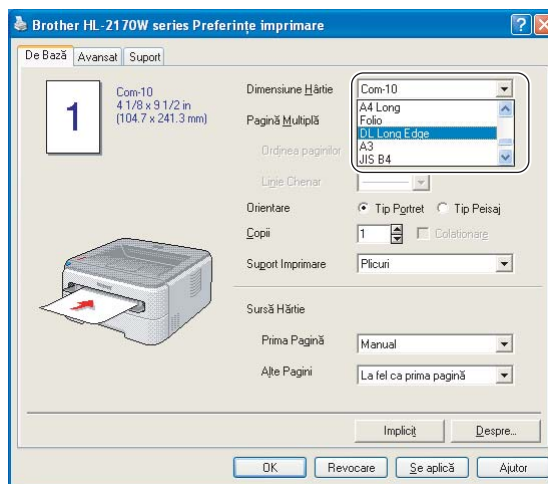 Brother HL-2170W series Preferințe imprimare
De Bază Avansat Suport
1
Com-10
4 1/8 x 9 1/2 in
(104.7 x 241.3 mm)
Dimensiune Hârtie
Com-10
A4 Long
Folio
DL Long Edge
A3
JIS B4
Pagină Multiplă
Ordinea paginilor
Linie Chenar
Orientare
Tip Portret Tip Peisaj
Copii
1
Colationare
Suport Imprimare
Plicuri
Sursă Hârtie
Prima Pagină
Manual
Alte Pagini
La fel ca prima pagină
Implicit Despre...
OK Revocare Se aplică Ajutor